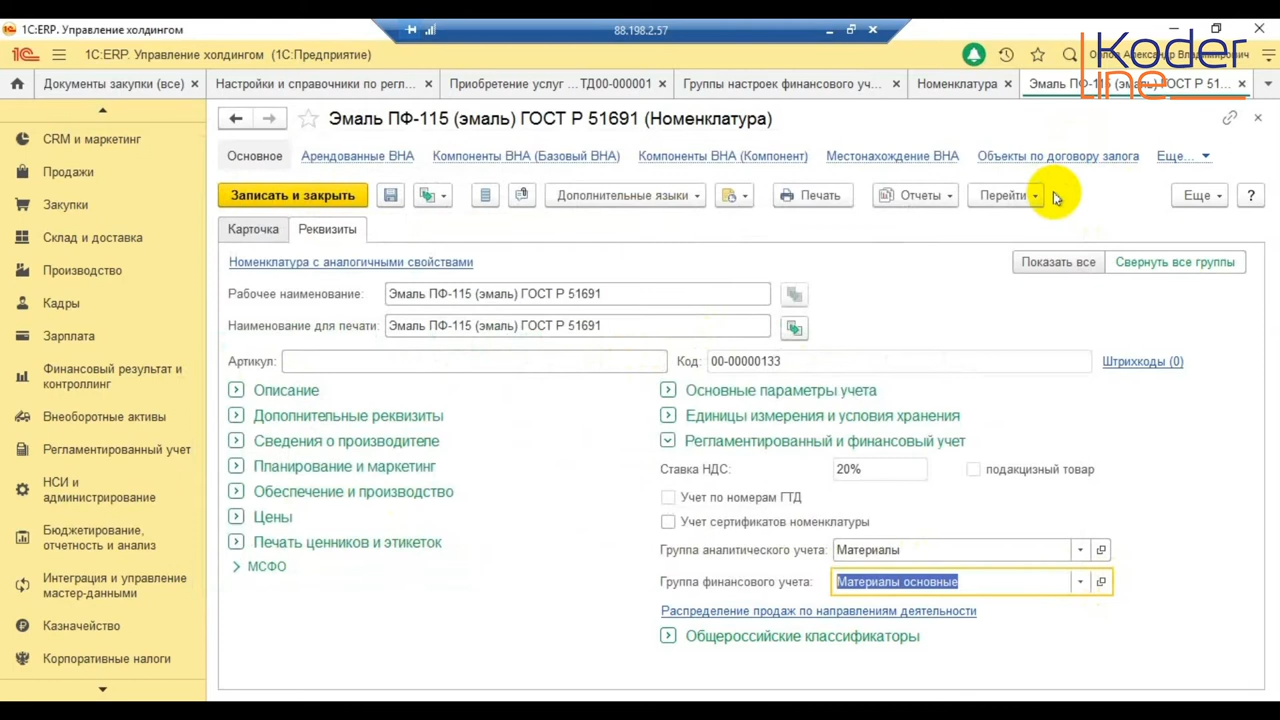 1С:ERP. Управление холдингом
88.198.2.57
1С:ERP. Управление холдингом (1С:Предприятие)
Орлов Александр Владимирович
Koder
Line
Документы закупки (все)
Настройки и справочники по регл...
Приобретение услуг ... ТД00-000001
Группы настроек финансового уч...
Номенклатура
Эмаль ПФ-115 (эмаль) ГОСТ Р 51...
Эмаль ПФ-115 (эмаль) ГОСТ Р 51691 (Номенклатура)
Основное
Арендованные ВНА
Компоненты ВНА (Базовый ВНА)
Компоненты ВНА (Компонент)
Местонахождение ВНА
Объекты по договору залога
Еще...
Записать и закрыть
Дополнительные языки
Печать
Отчеты
Перейти
Еще
?
CRM и маркетинг
Продажи
Закупки
Склад и доставка
Производство
Кадры
Зарплата
Финансовый результат и
контроллинг
Внеоборотные активы
Регламентированный учет
НСИ и
администрирование
Бюджетирование,
отчетность и анализ
Интеграция и управление
мастер-данными
Казначейство
Корпоративные налоги
Карточка
Реквизиты
Номенклатура с аналогичными свойствами
Показать все
Свернуть все группы
Рабочее наименование: Эмаль ПФ-115 (эмаль) ГОСТ Р 51691
Наименование для печати: Эмаль ПФ-115 (эмаль) ГОСТ Р 51691
Артикул:
Код: 00-00000133
Штрихкоды (0)
Описание
Дополнительные реквизиты
Сведения о производителе
Планирование и маркетинг
Обеспечение и производство
Цены
Печать ценников и этикеток
МСФО
Основные параметры учета
Единицы измерения и условия хранения
Регламентированный и финансовый учет
Ставка НДС: 20% подакцизный товар
Учет по номерам ГТД
Учет сертификатов номенклатуры
Группа аналитического учета: Материалы
Группа финансового учета: Материалы основные
Распределение продаж по направлениям деятельности
Общероссийские классификаторы